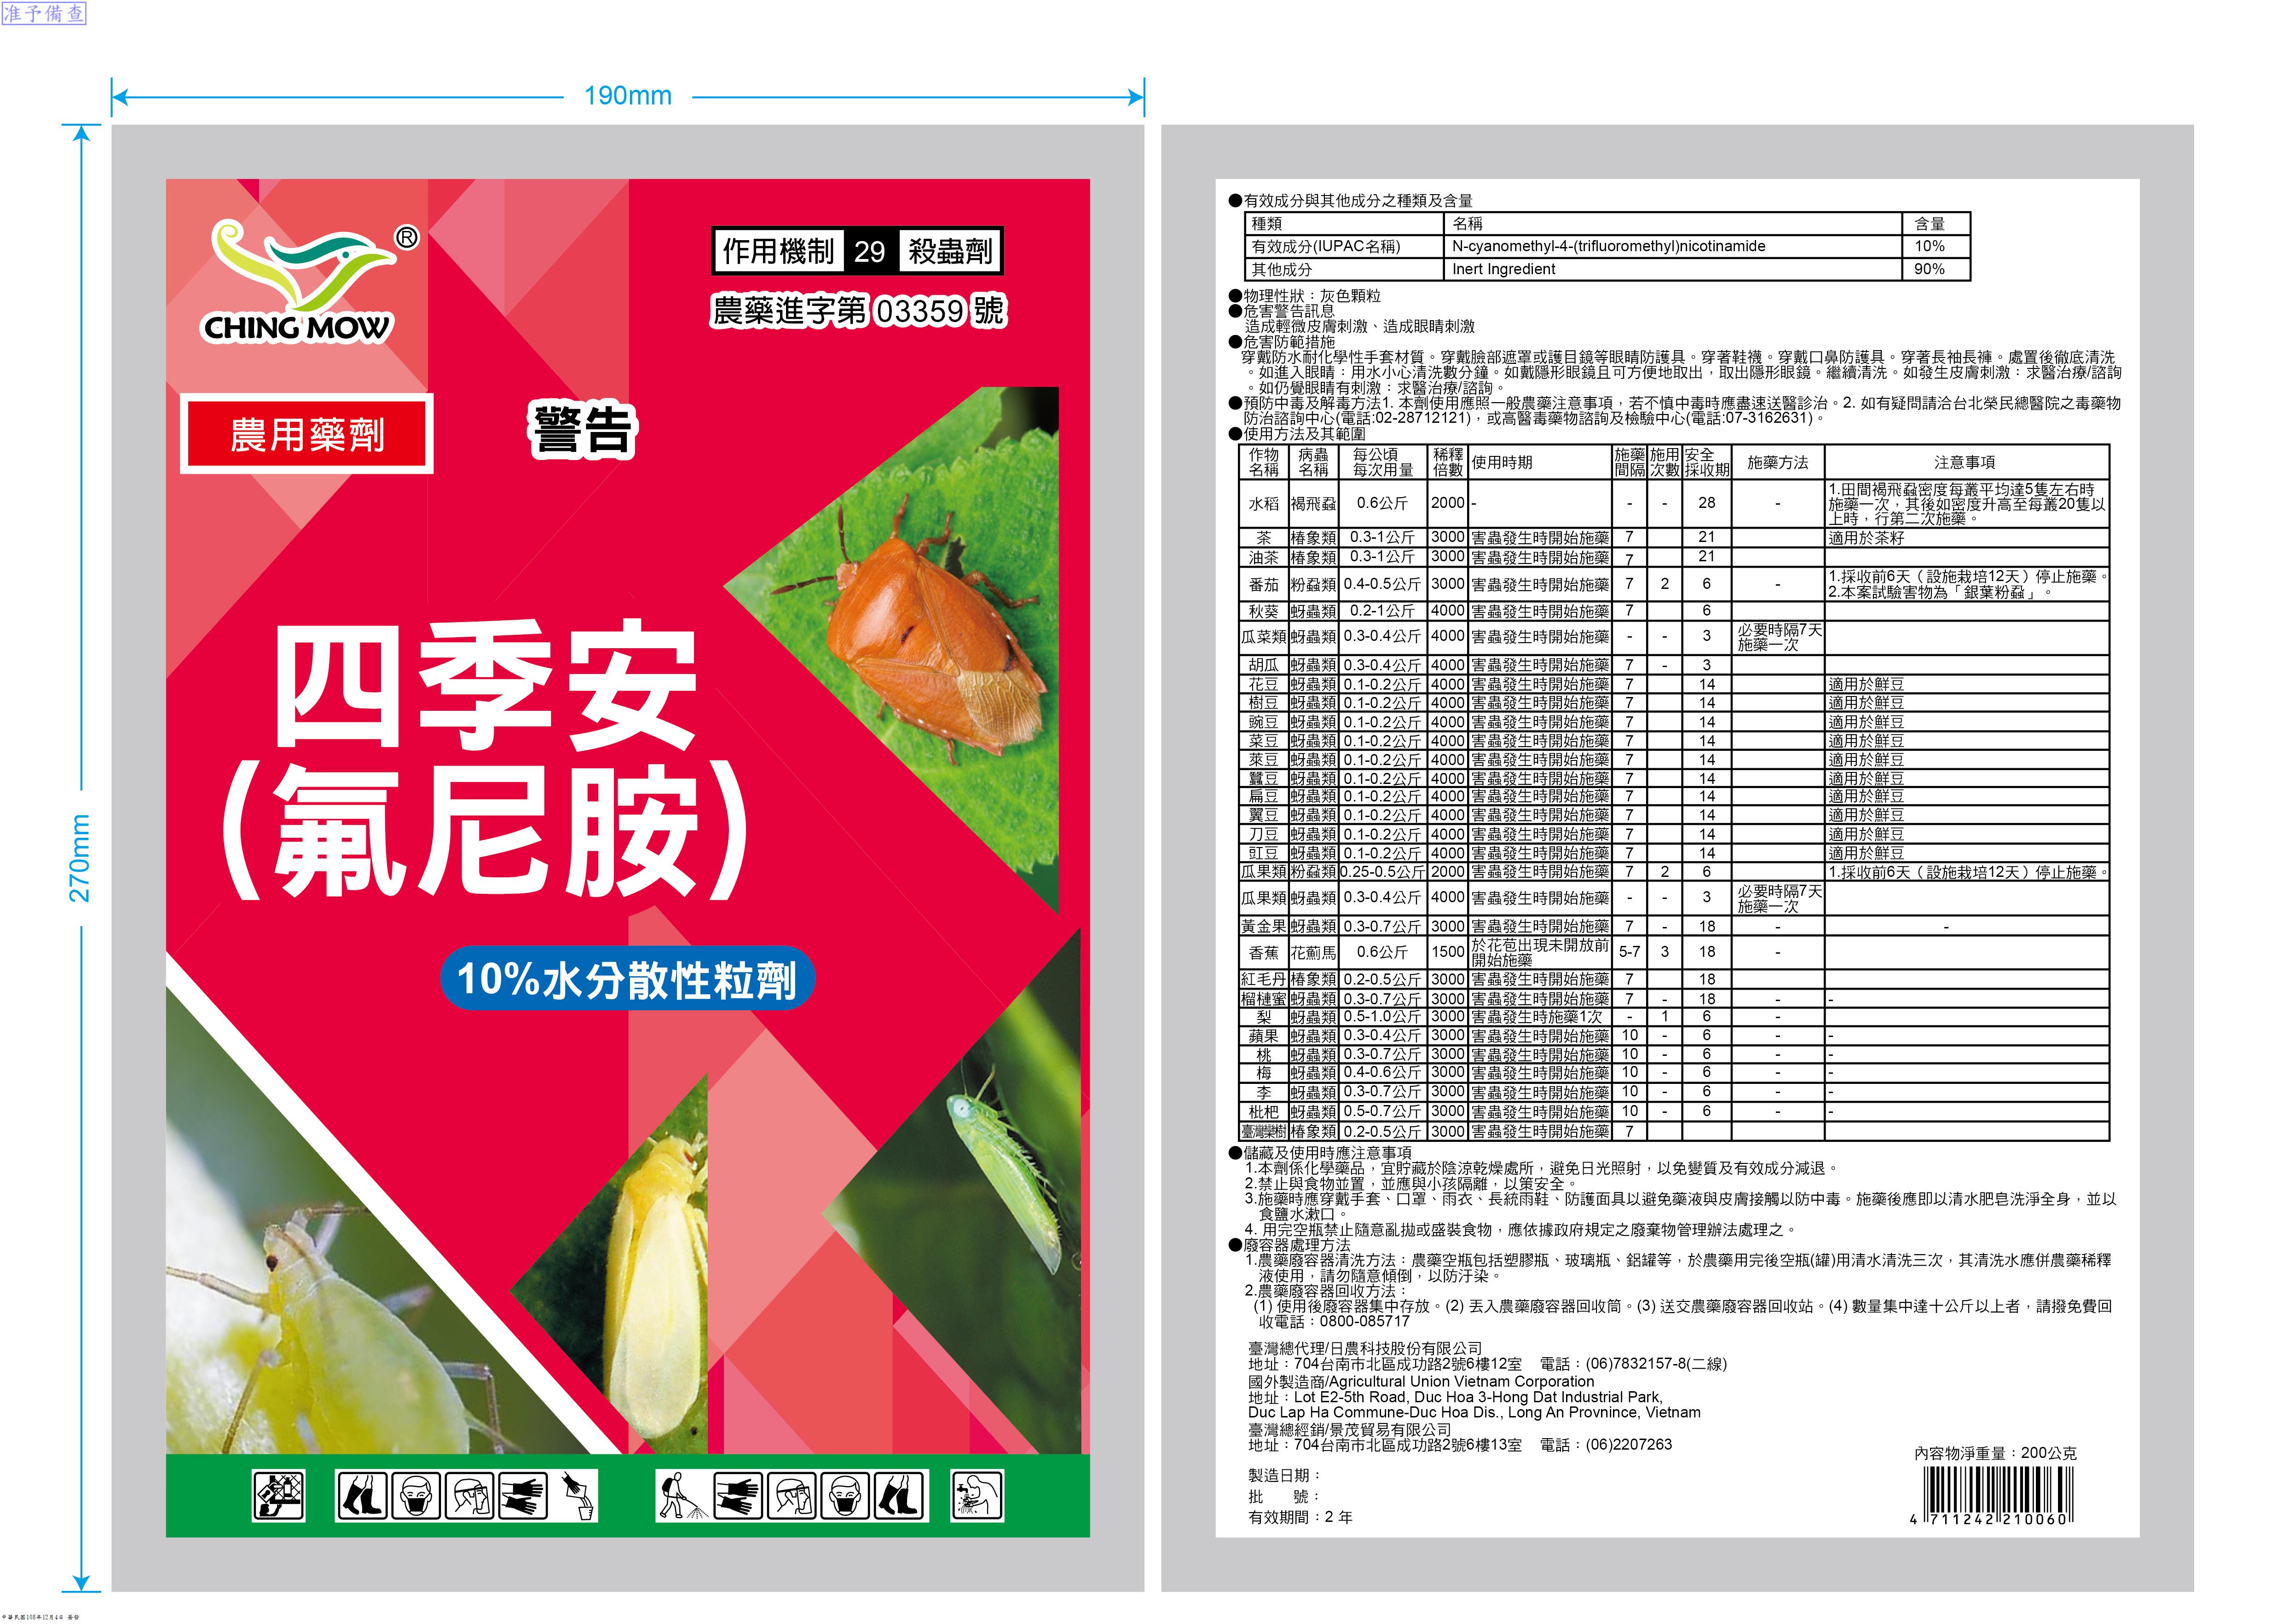 准予備查
190mm
270mm
CHING MOW ®
作用機制 29 殺蟲劑
農藥進字第 03359 號
農用藥劑
警告
四季安
(氟尼胺)
10%水分散性粒劑
●有效成分與其他成分之種類及含量
種類 名稱 含量
有效成分(IUPAC名稱) N-cyanomethyl-4-(trifluoromethyl)nicotinamide 10%
其他成分 Inert Ingredient 90%
●物理性狀：灰色顆粒
●危害警告訊息
造成輕微皮膚刺激、造成眼睛刺激
●危害防範措施
穿戴防水耐化學性手套材質。穿戴臉部遮罩或護目鏡等眼睛防護具。穿著鞋襪。穿戴口鼻防護具。穿著長袖長褲。處置後徹底清洗
。如進入眼睛：用水小心清洗數分鐘。如戴隱形眼鏡且可方便地取出，取出隱形眼鏡。繼續清洗。如發生皮膚刺激：求醫治療/諮詢
。如仍覺眼睛有刺激：求醫治療/諮詢。
●預防中毒及解毒方法1. 本劑使用應照一般農藥注意事項，若不慎中毒時應盡速送醫診治。2. 如有疑問請洽台北榮民總醫院之毒藥物
防治諮詢中心(電話:02-28712121)，或高醫毒藥物諮詢及檢驗中心(電話:07-3162631)。
●使用方法及其範圍
作物名稱 病蟲名稱 每公頃每次用量 稀釋倍數 使用時期 施藥間隔 施用次數 安全採收期 施藥方法 注意事項
水稻 褐飛蝨 0.6公斤 2000 - - - 28 - 1.田間褐飛蝨密度每叢平均達5隻左右時
施藥一次，其後如密度升高至每叢20隻以
上時，行第二次施藥。
茶 椿象類 0.3-1公斤 3000 害蟲發生時開始施藥 7 21 適用於茶籽
油茶 椿象類 0.3-1公斤 3000 害蟲發生時開始施藥 7 21
番茄 粉蝨類 0.4-0.5公斤 3000 害蟲發生時開始施藥 7 2 6 - 1.採收前6天（設施栽培12天）停止施藥。
2.本案試驗害物為「銀葉粉蝨」。
秋葵 蚜蟲類 0.2-1公斤 4000 害蟲發生時開始施藥 7 6
瓜菜類 蚜蟲類 0.3-0.4公斤 4000 害蟲發生時開始施藥 - - 3 必要時隔7天
施藥一次
胡瓜 蚜蟲類 0.3-0.4公斤 4000 害蟲發生時開始施藥 7 - 3
花豆 蚜蟲類 0.1-0.2公斤 4000 害蟲發生時開始施藥 7 14 適用於鮮豆
樹豆 蚜蟲類 0.1-0.2公斤 4000 害蟲發生時開始施藥 7 14 適用於鮮豆
豌豆 蚜蟲類 0.1-0.2公斤 4000 害蟲發生時開始施藥 7 14 適用於鮮豆
菜豆 蚜蟲類 0.1-0.2公斤 4000 害蟲發生時開始施藥 7 14 適用於鮮豆
萊豆 蚜蟲類 0.1-0.2公斤 4000 害蟲發生時開始施藥 7 14 適用於鮮豆
蠶豆 蚜蟲類 0.1-0.2公斤 4000 害蟲發生時開始施藥 7 14 適用於鮮豆
扁豆 蚜蟲類 0.1-0.2公斤 4000 害蟲發生時開始施藥 7 14 適用於鮮豆
翼豆 蚜蟲類 0.1-0.2公斤 4000 害蟲發生時開始施藥 7 14 適用於鮮豆
刀豆 蚜蟲類 0.1-0.2公斤 4000 害蟲發生時開始施藥 7 14 適用於鮮豆
豇豆 蚜蟲類 0.1-0.2公斤 4000 害蟲發生時開始施藥 7 14 適用於鮮豆
瓜果類 粉蝨類 0.25-0.5公斤 2000 害蟲發生時開始施藥 7 2 6 1.採收前6天（設施栽培12天）停止施藥。
瓜果類 蚜蟲類 0.3-0.4公斤 4000 害蟲發生時開始施藥 - - 3 必要時隔7天
施藥一次
黃金果 蚜蟲類 0.3-0.7公斤 3000 害蟲發生時開始施藥 7 - 18 - -
香蕉 花薊馬 0.6公斤 1500 於花苞出現未開放前
開始施藥 5-7 3 18 -
紅毛丹 椿象類 0.2-0.5公斤 3000 害蟲發生時開始施藥 7 18
榴槤蜜 蚜蟲類 0.3-0.7公斤 3000 害蟲發生時開始施藥 7 - 18 - -
梨 蚜蟲類 0.5-1.0公斤 3000 害蟲發生時施藥1次 - 1 6 -
蘋果 蚜蟲類 0.3-0.4公斤 3000 害蟲發生時開始施藥 10 - 6 - -
桃 蚜蟲類 0.3-0.7公斤 3000 害蟲發生時開始施藥 10 - 6 - -
梅 蚜蟲類 0.4-0.6公斤 3000 害蟲發生時開始施藥 10 - 6 - -
李 蚜蟲類 0.3-0.7公斤 3000 害蟲發生時開始施藥 10 - 6 - -
枇杷 蚜蟲類 0.5-0.7公斤 3000 害蟲發生時開始施藥 10 - 6 - -
臺灣欒樹 椿象類 0.2-0.5公斤 3000 害蟲發生時開始施藥 7
●儲藏及使用時應注意事項
1.本劑係化學藥品，宜貯藏於陰涼乾燥處所，避免日光照射，以免變質及有效成分減退。
2.禁止與食物並置，並應與小孩隔離，以策安全。
3.施藥時應穿戴手套、口罩、雨衣、長統雨鞋、防護面具以避免藥液與皮膚接觸以防中毒。施藥後應即以清水肥皂洗淨全身，並以
食鹽水漱口。
4. 用完空瓶禁止隨意亂拋或盛裝食物，應依據政府規定之廢棄物管理辦法處理之。
●廢容器處理方法
1.農藥廢容器清洗方法：農藥空瓶包括塑膠瓶、玻璃瓶、鋁罐等，於農藥用完後空瓶(罐)用清水清洗三次，其清洗水應併農藥稀釋
液使用，請勿隨意傾倒，以防汙染。
2.農藥廢容器回收方法：
(1) 使用後廢容器集中存放。(2) 丟入農藥廢容器回收筒。(3) 送交農藥廢容器回收站。(4) 數量集中達十公斤以上者，請撥免費回
收電話：0800-085717
臺灣總代理/日農科技股份有限公司
地址：704台南市北區成功路2號6樓12室 電話：(06)7832157-8(二線)
國外製造商/Agricultural Union Vietnam Corporation
地址：Lot E2-5th Road, Duc Hoa 3-Hong Dat Industrial Park,
Duc Lap Ha Commune-Duc Hoa Dis., Long An Provnince, Vietnam
臺灣總經銷/景茂貿易有限公司
地址：704台南市北區成功路2號6樓13室 電話：(06)2207263
內容物淨重量：200公克
製造日期：
批 號：
有效期間：2 年
4 711242 210060
中華民國108年12月4日